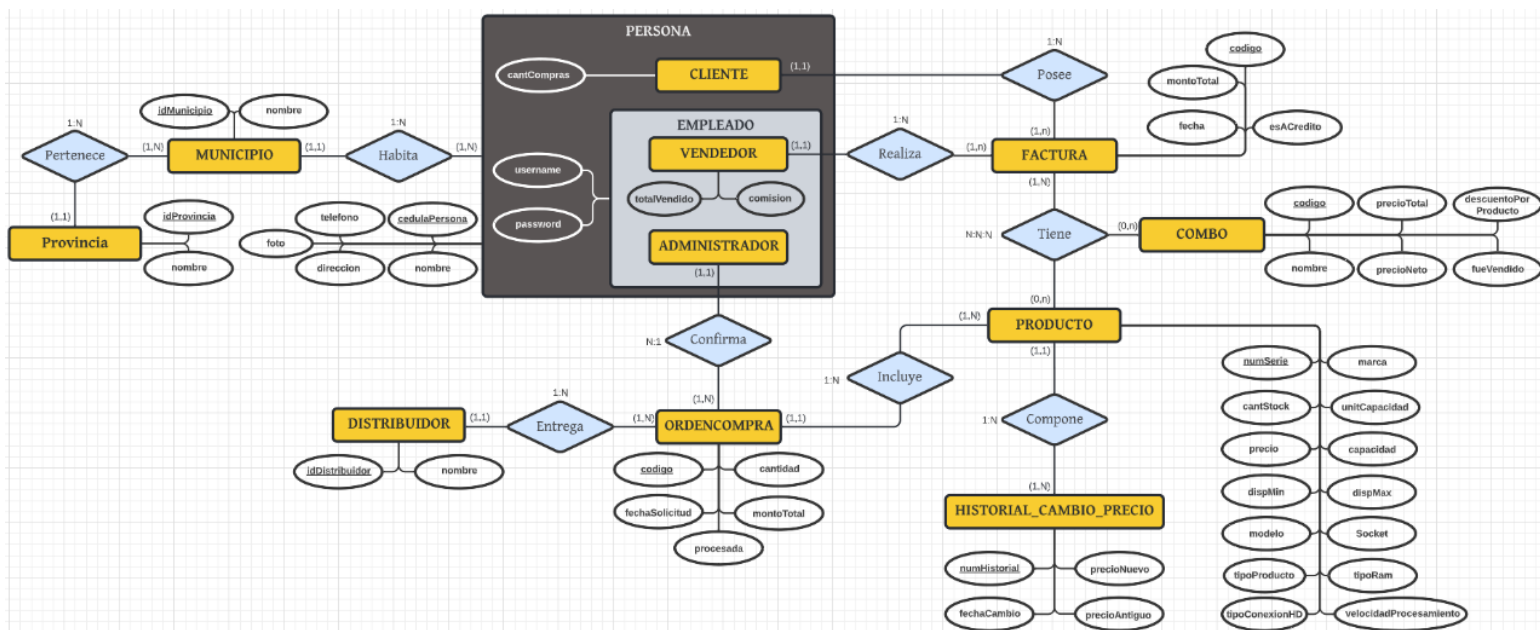 PERSONA
1:N
codigo
cantCompras
CLIENTE
(1,1)
Posee
montoTotal
idMunicipio
nombre
EMPLEADO
1:N
fecha
esACredito
1:N
1:N
(1,n)
Pertenece
(1,N)
MUNICIPIO
(1,1)
Habita
(1,N)
VENDEDOR
(1,1)
Realiza
(1,n)
FACTURA
username
(1,N)
totalVendido
comision
(1,1)
idProvincia
telefono
cedulaPersona
codigo
precioTotal
descuentoPor
Producto
password
Provincia
foto
ADMINISTRADOR
N:N:N
Tiene
(0,n)
COMBO
nombre
direccion
nombre
(1,1)
nombre
precioNeto
fueVendido
(0,n)
(1,N)
PRODUCTO
N:1
Confirma
(1,1)
numSerie
marca
1:N
Incluye
1:N
(1,N)
cantStock
unitCapacidad
DISTRIBUIDOR
(1,1)
Entrega
(1,N)
ORDENCOMPRA
(1,1)
1:N
Compone
precio
capacidad
idDistribuidor
nombre
codigo
cantidad
(1,N)
dispMin
dispMax
fechaSolicitud
montoTotal
HISTORIAL_CAMBIO_PRECIO
modelo
Socket
procesada
numHistorial
precioNuevo
tipoProducto
tipoRam
fechaCambio
precioAntiguo
tipoConexionHD
velocidadProcesamiento